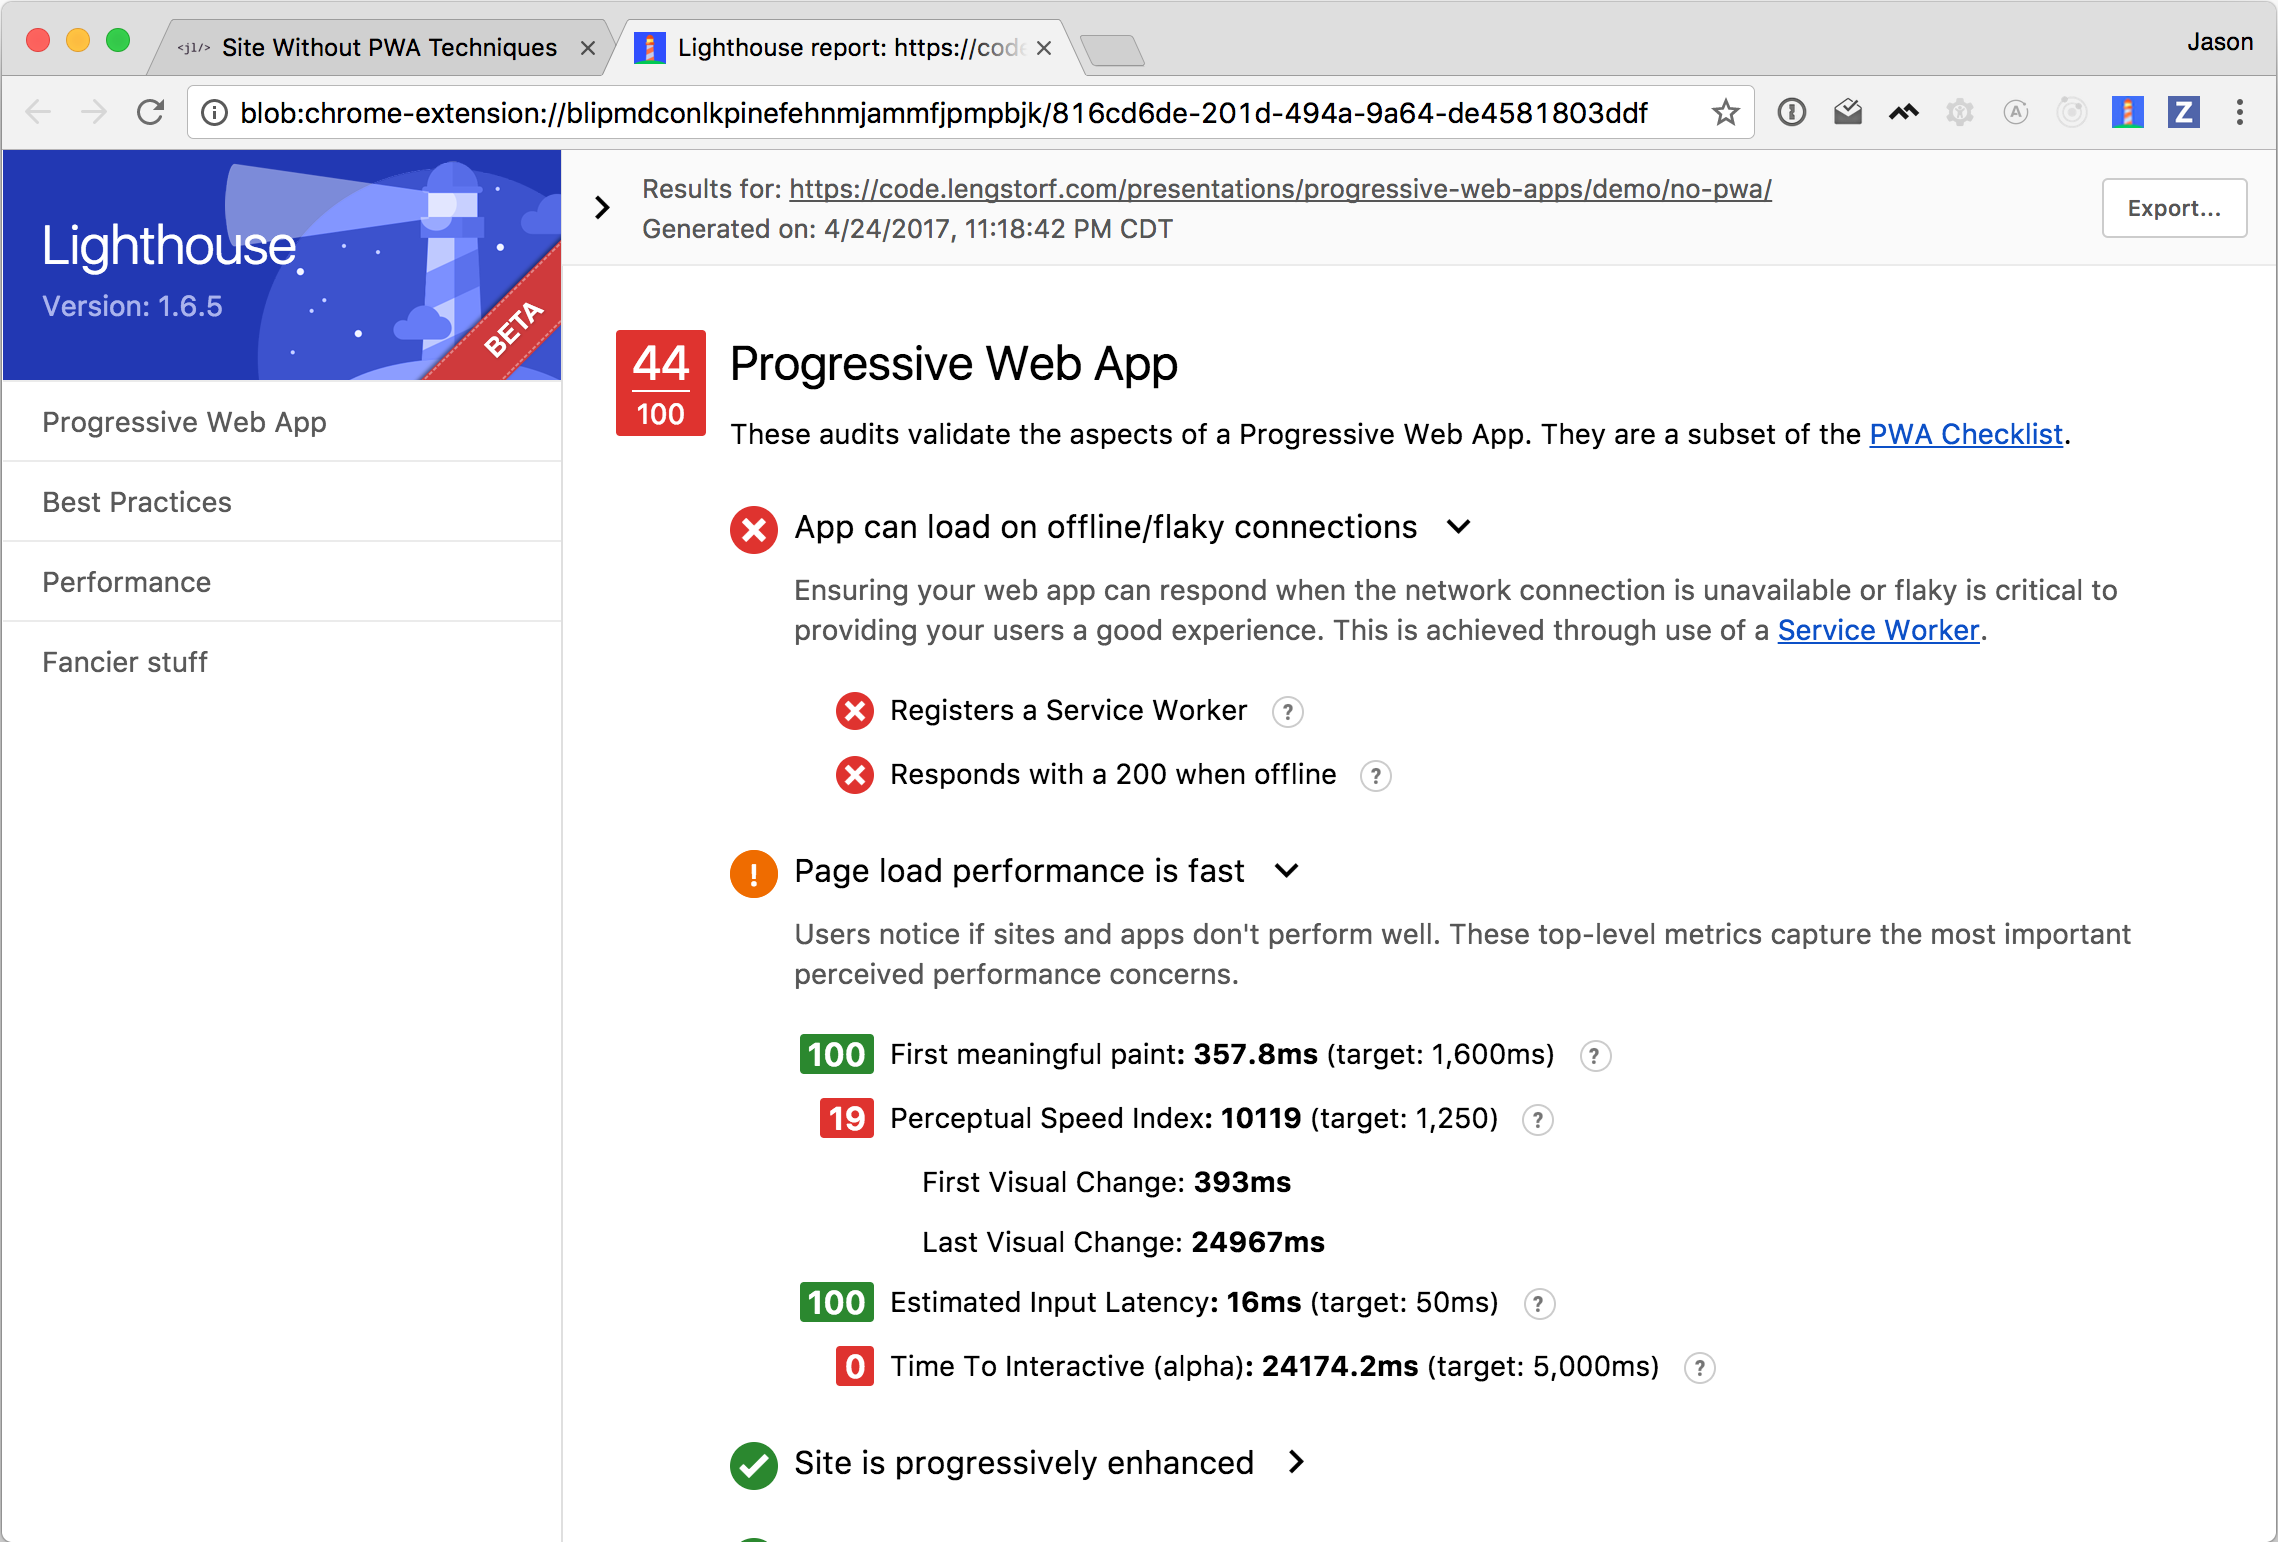 <jl/> Site Without PWA Techniques
Lighthouse report: https://code
Jason
blob:chrome-extension://blipmdconlkpinefehnmjammfjpmpbjk/816cd6de-201d-494a-9a64-de4581803ddf
Lighthouse
Version: 1.6.5
BETA
Progressive Web App
Best Practices
Performance
Fancier stuff
Results for: https://code.lengstorf.com/presentations/progressive-web-apps/demo/no-pwa/
Generated on: 4/24/2017, 11:18:42 PM CDT
Export...
44
100
Progressive Web App
These audits validate the aspects of a Progressive Web App. They are a subset of the PWA Checklist.
App can load on offline/flaky connections
Ensuring your web app can respond when the network connection is unavailable or flaky is critical to
providing your users a good experience. This is achieved through use of a Service Worker.
Registers a Service Worker ?
Responds with a 200 when offline ?
! Page load performance is fast
Users notice if sites and apps don't perform well. These top-level metrics capture the most important
perceived performance concerns.
100 First meaningful paint: 357.8ms (target: 1,600ms) ?
19 Perceptual Speed Index: 10119 (target: 1,250) ?
First Visual Change: 393ms
Last Visual Change: 24967ms
100 Estimated Input Latency: 16ms (target: 50ms) ?
0 Time To Interactive (alpha): 24174.2ms (target: 5,000ms) ?
Site is progressively enhanced